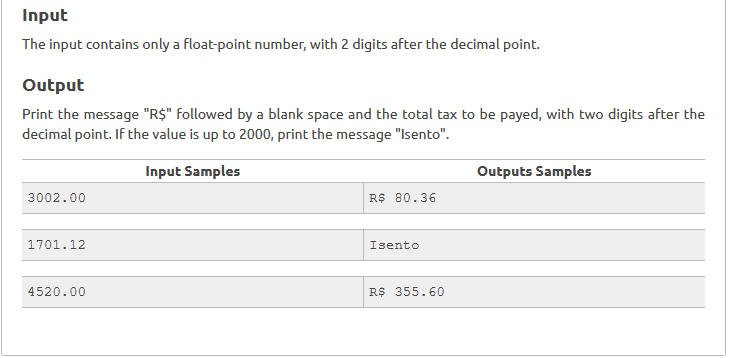 Input
The input contains only a float-point number, with 2 digits after the decimal point.
Output
Print the message "R$" followed by a blank space and the total tax to be payed, with two digits after the
decimal point. If the value is up to 2000, print the message "Isento".
Input Samples Outputs Samples
3002.00 R$ 80.36
1701.12 Isento
4520.00 R$ 355.60